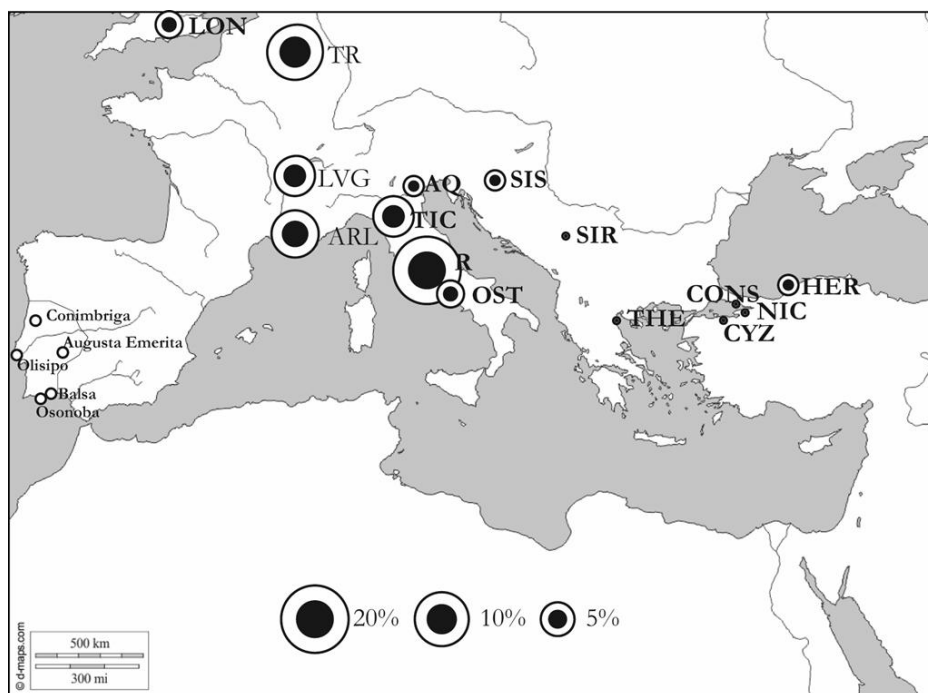 LON
TR
LVG
AQ
SIS
TIC
ARL
SIR
R
HER
OST
CONS
NIC
THE
CYZ
Conimbriga
Augusta Emerita
Olisipo
Balsa
Osonoba
20%
10%
5%
500 km
300 mi
© d-maps.com